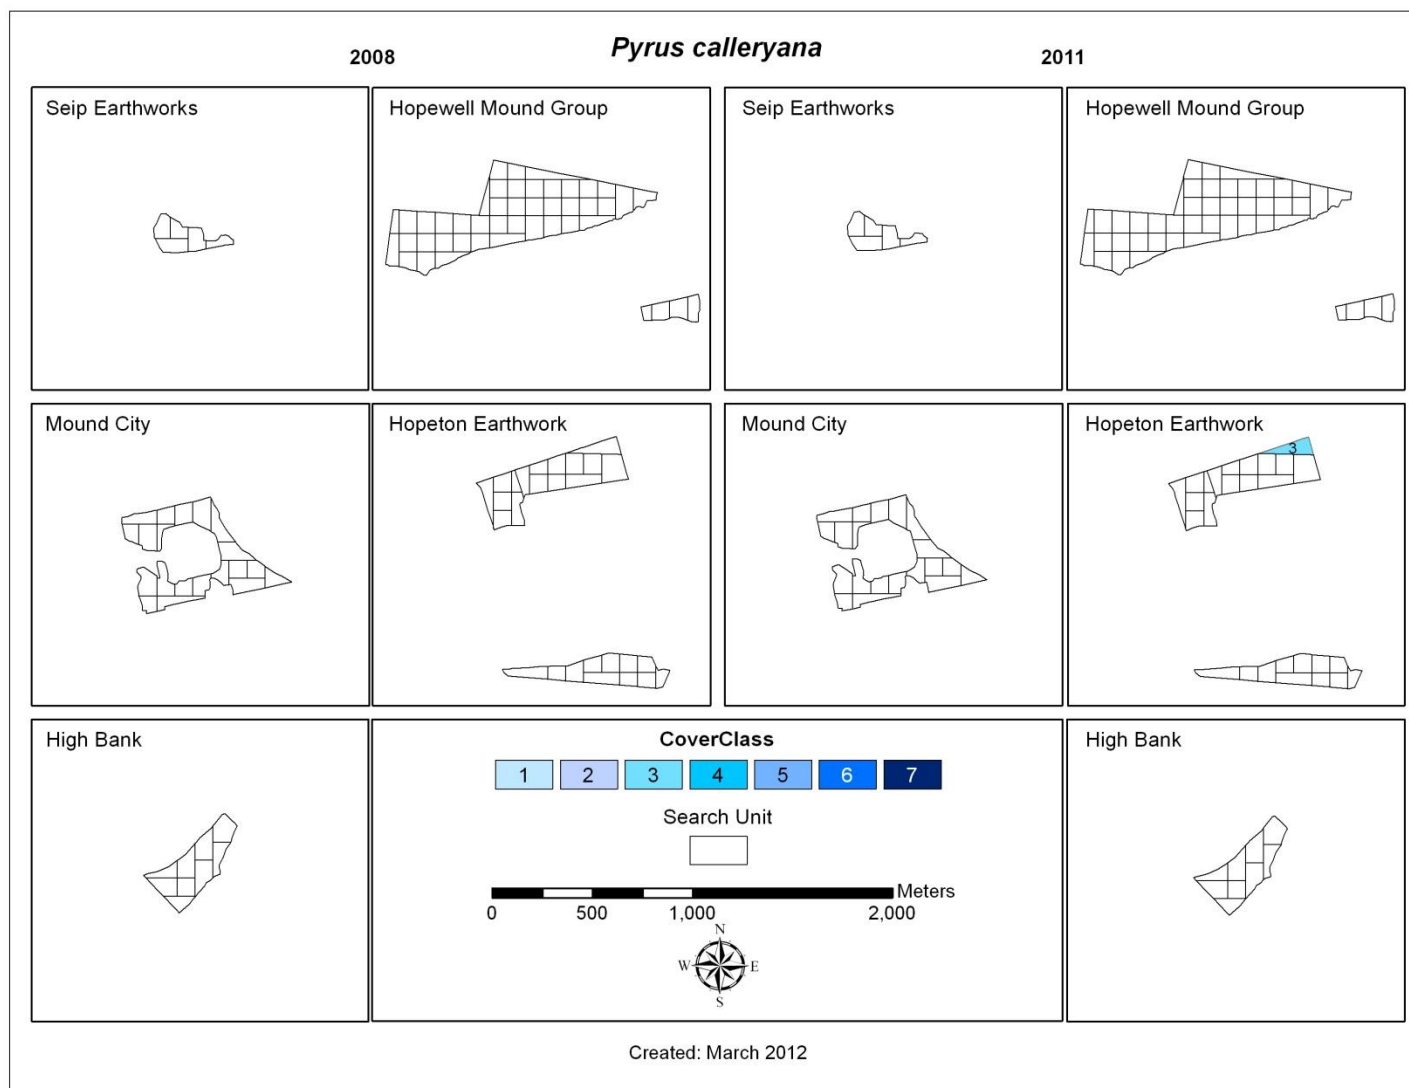 Pyrus calleryana
2008
2011
Seip Earthworks
Hopewell Mound Group
Seip Earthworks
Hopewell Mound Group
Mound City
Hopeton Earthwork
Mound City
Hopeton Earthwork
3
High Bank
CoverClass
1 2 3 4 5 6 7
Search Unit
Meters
0 500 1,000 2,000
N
W E
S
High Bank
Created: March 2012